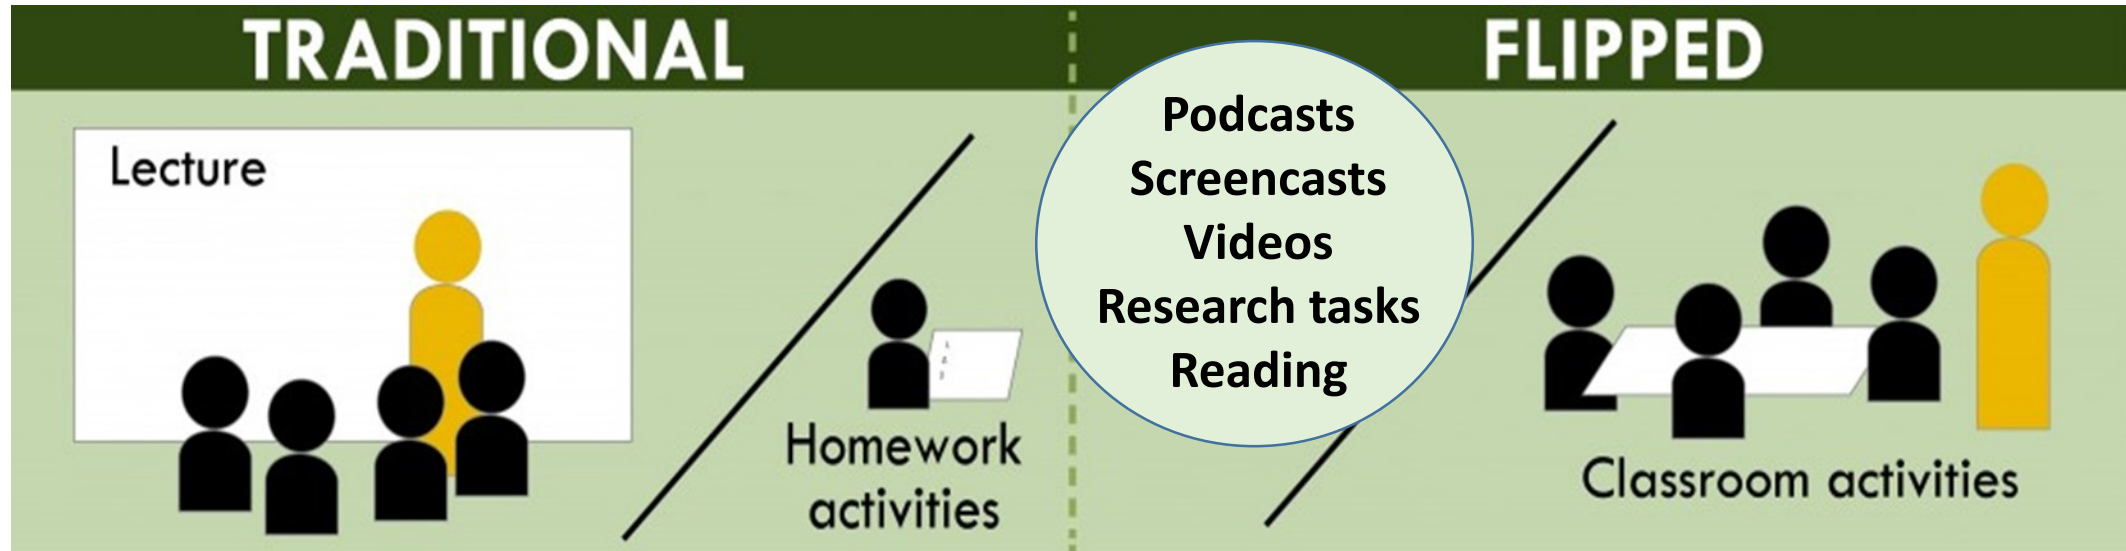 TRADITIONAL
Lecture
Homework
activities
FLIPPED
Podcasts
Screencasts
Videos
Research tasks
Reading
Classroom activities